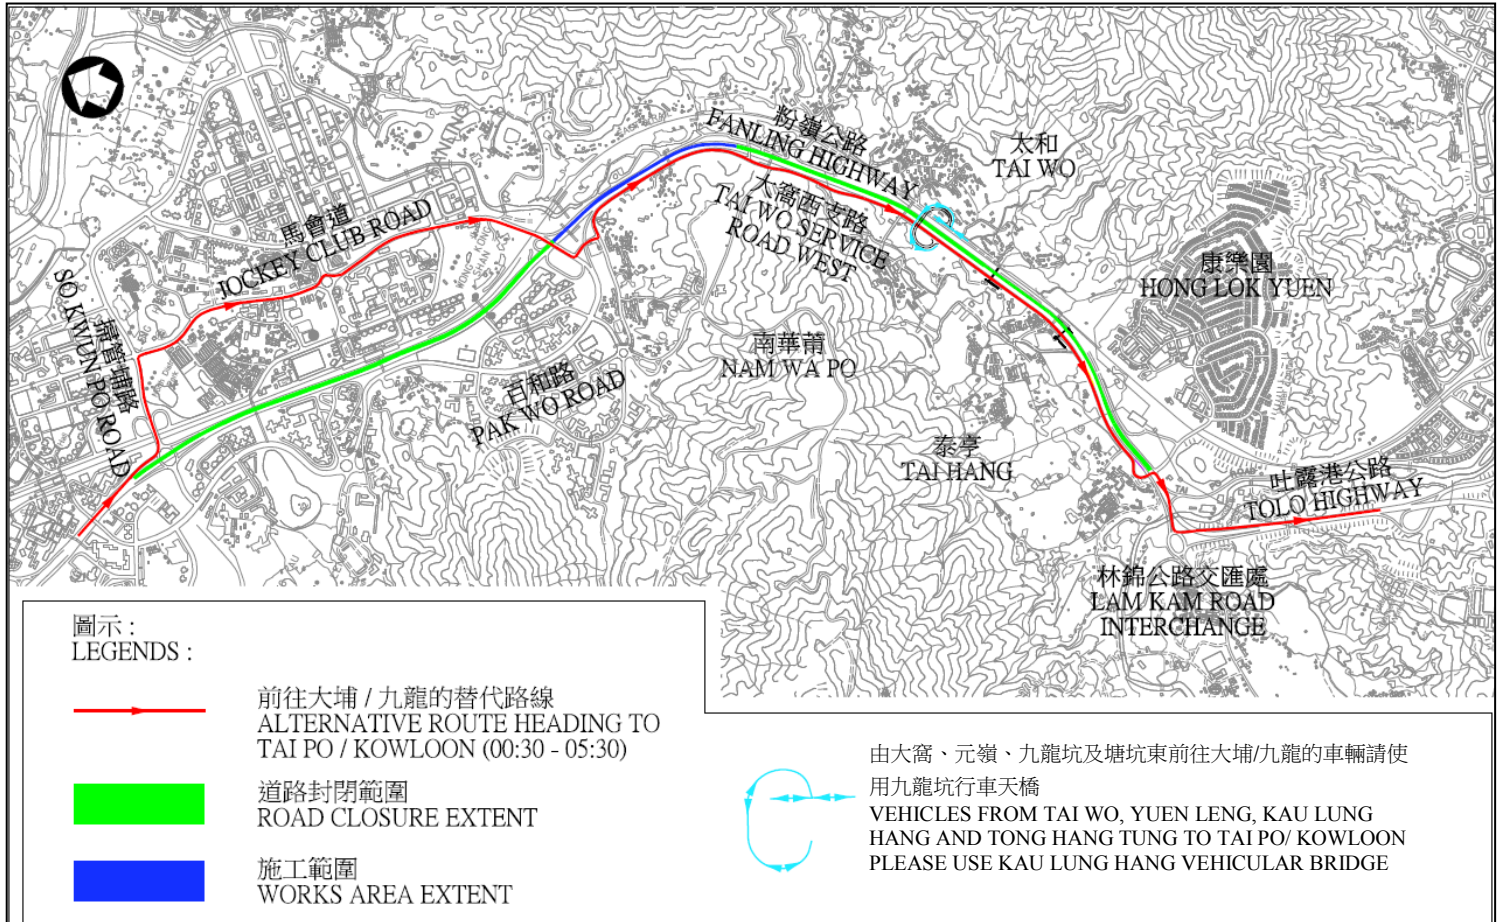 粉嶺公路
FANLING HIGHWAY
太和
TAI WO
大窩西支路
TAI WO SERVICE
ROAD WEST
馬會道
JOCKEY CLUB ROAD
掃管埔路
SO KWUN PO ROAD
康樂園
HONG LOK YUEN
南華莆
NAM WA PO
百和路
PAK WO ROAD
泰亨
TAI HANG
吐露港公路
TOLO HIGHWAY
林錦公路交匯處
LAM KAM ROAD
INTERCHANGE
圖示 :
LEGENDS :
前往大埔 / 九龍的替代路線
ALTERNATIVE ROUTE HEADING TO
TAI PO / KOWLOON (00:30 - 05:30)
道路封閉範圍
ROAD CLOSURE EXTENT
施工範圍
WORKS AREA EXTENT
由大窩、元嶺、九龍坑及塘坑東前往大埔/九龍的車輛請使
用九龍坑行車天橋
VEHICLES FROM TAI WO, YUEN LENG, KAU LUNG
HANG AND TONG HANG TUNG TO TAI PO/ KOWLOON
PLEASE USE KAU LUNG HANG VEHICULAR BRIDGE